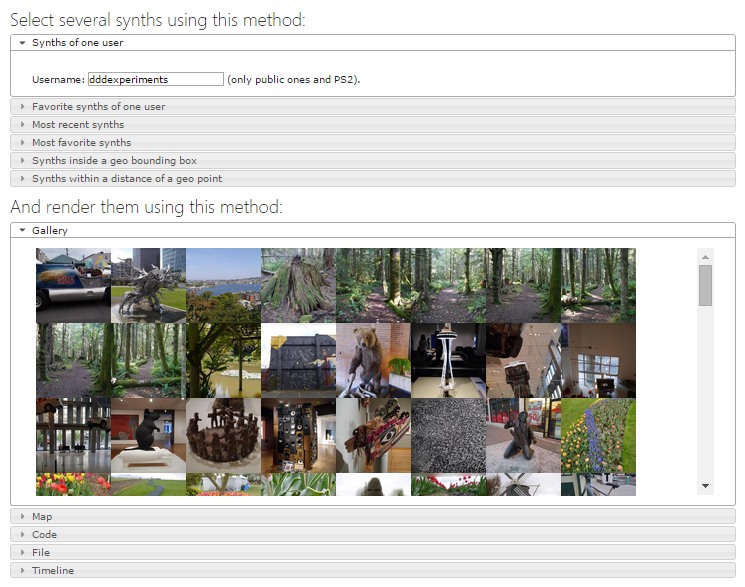 Select several synths using this method:
Synths of one user
Username: dddexperiments (only public ones and PS2).
Favorite synths of one user
Most recent synths
Most favorite synths
Synths inside a geo bounding box
Synths within a distance of a geo point
And render them using this method:
Gallery
Map
Code
File
Timeline